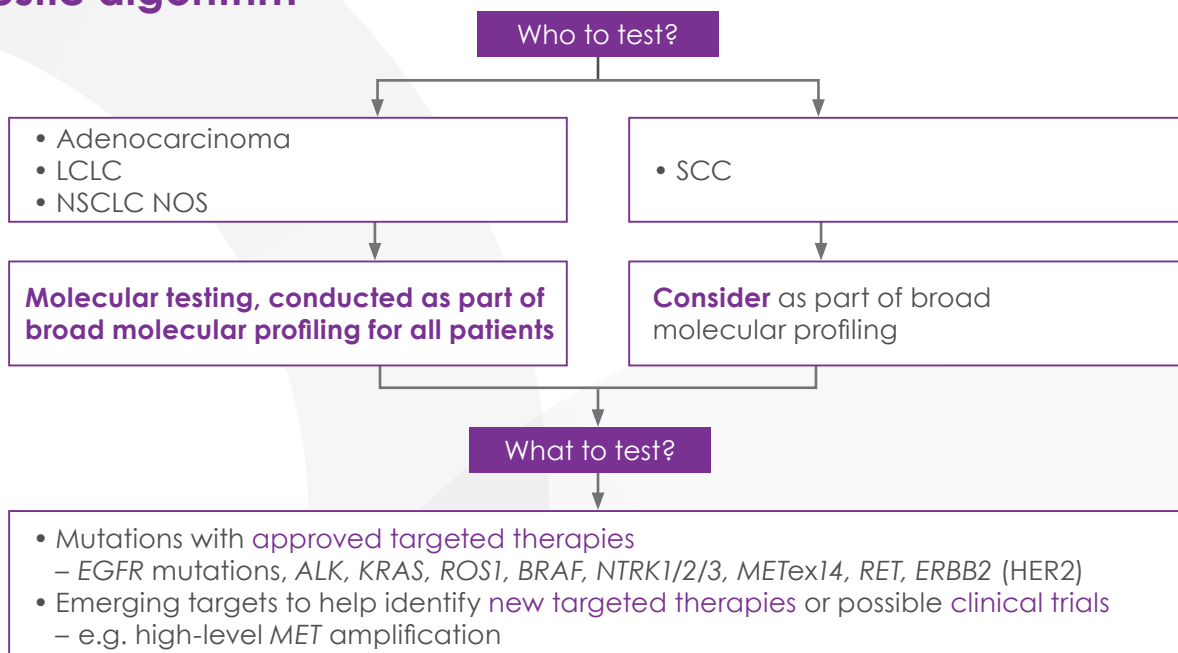 algorithm
Who to test?
• Adenocarcinoma
• LCLC
• NSCLC NOS
• SCC
Molecular testing, conducted as part of
broad molecular profiling for all patients
Consider as part of broad
molecular profiling
What to test?
• Mutations with approved targeted therapies
– EGFR mutations, ALK, KRAS, ROS1, BRAF, NTRK1/2/3, METex14, RET, ERBB2 (HER2)
• Emerging targets to help identify new targeted therapies or possible clinical trials
– e.g. high-level MET amplification